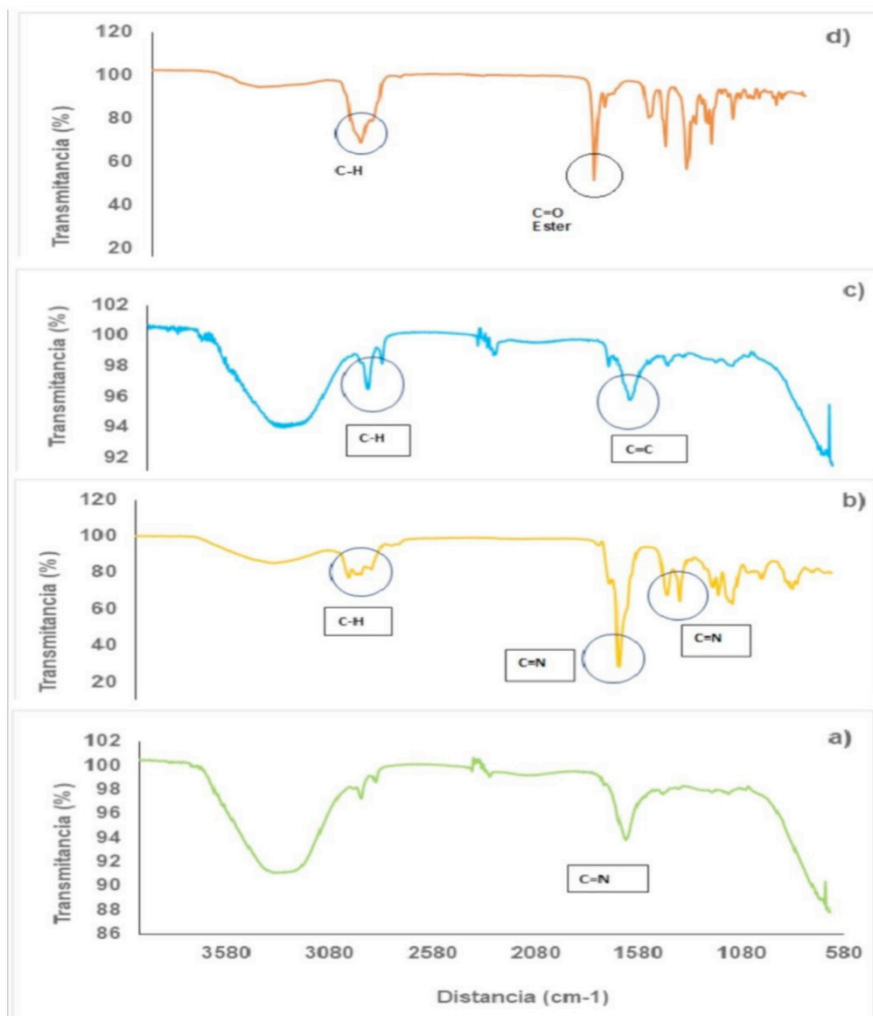 d)
Transmitancia (%)
120
100
80
60
40
20
C-H
C=O
Ester
c)
Transmitancia (%)
102
100
98
96
94
92
C-H
C=C
b)
Transmitancia (%)
120
100
80
60
40
20
C-H
C=N
C=N
a)
Transmitancia (%)
102
100
98
96
94
92
90
88
86
C=N
3580 3080 2580 2080 1580 1080 580
Distancia (cm-1)